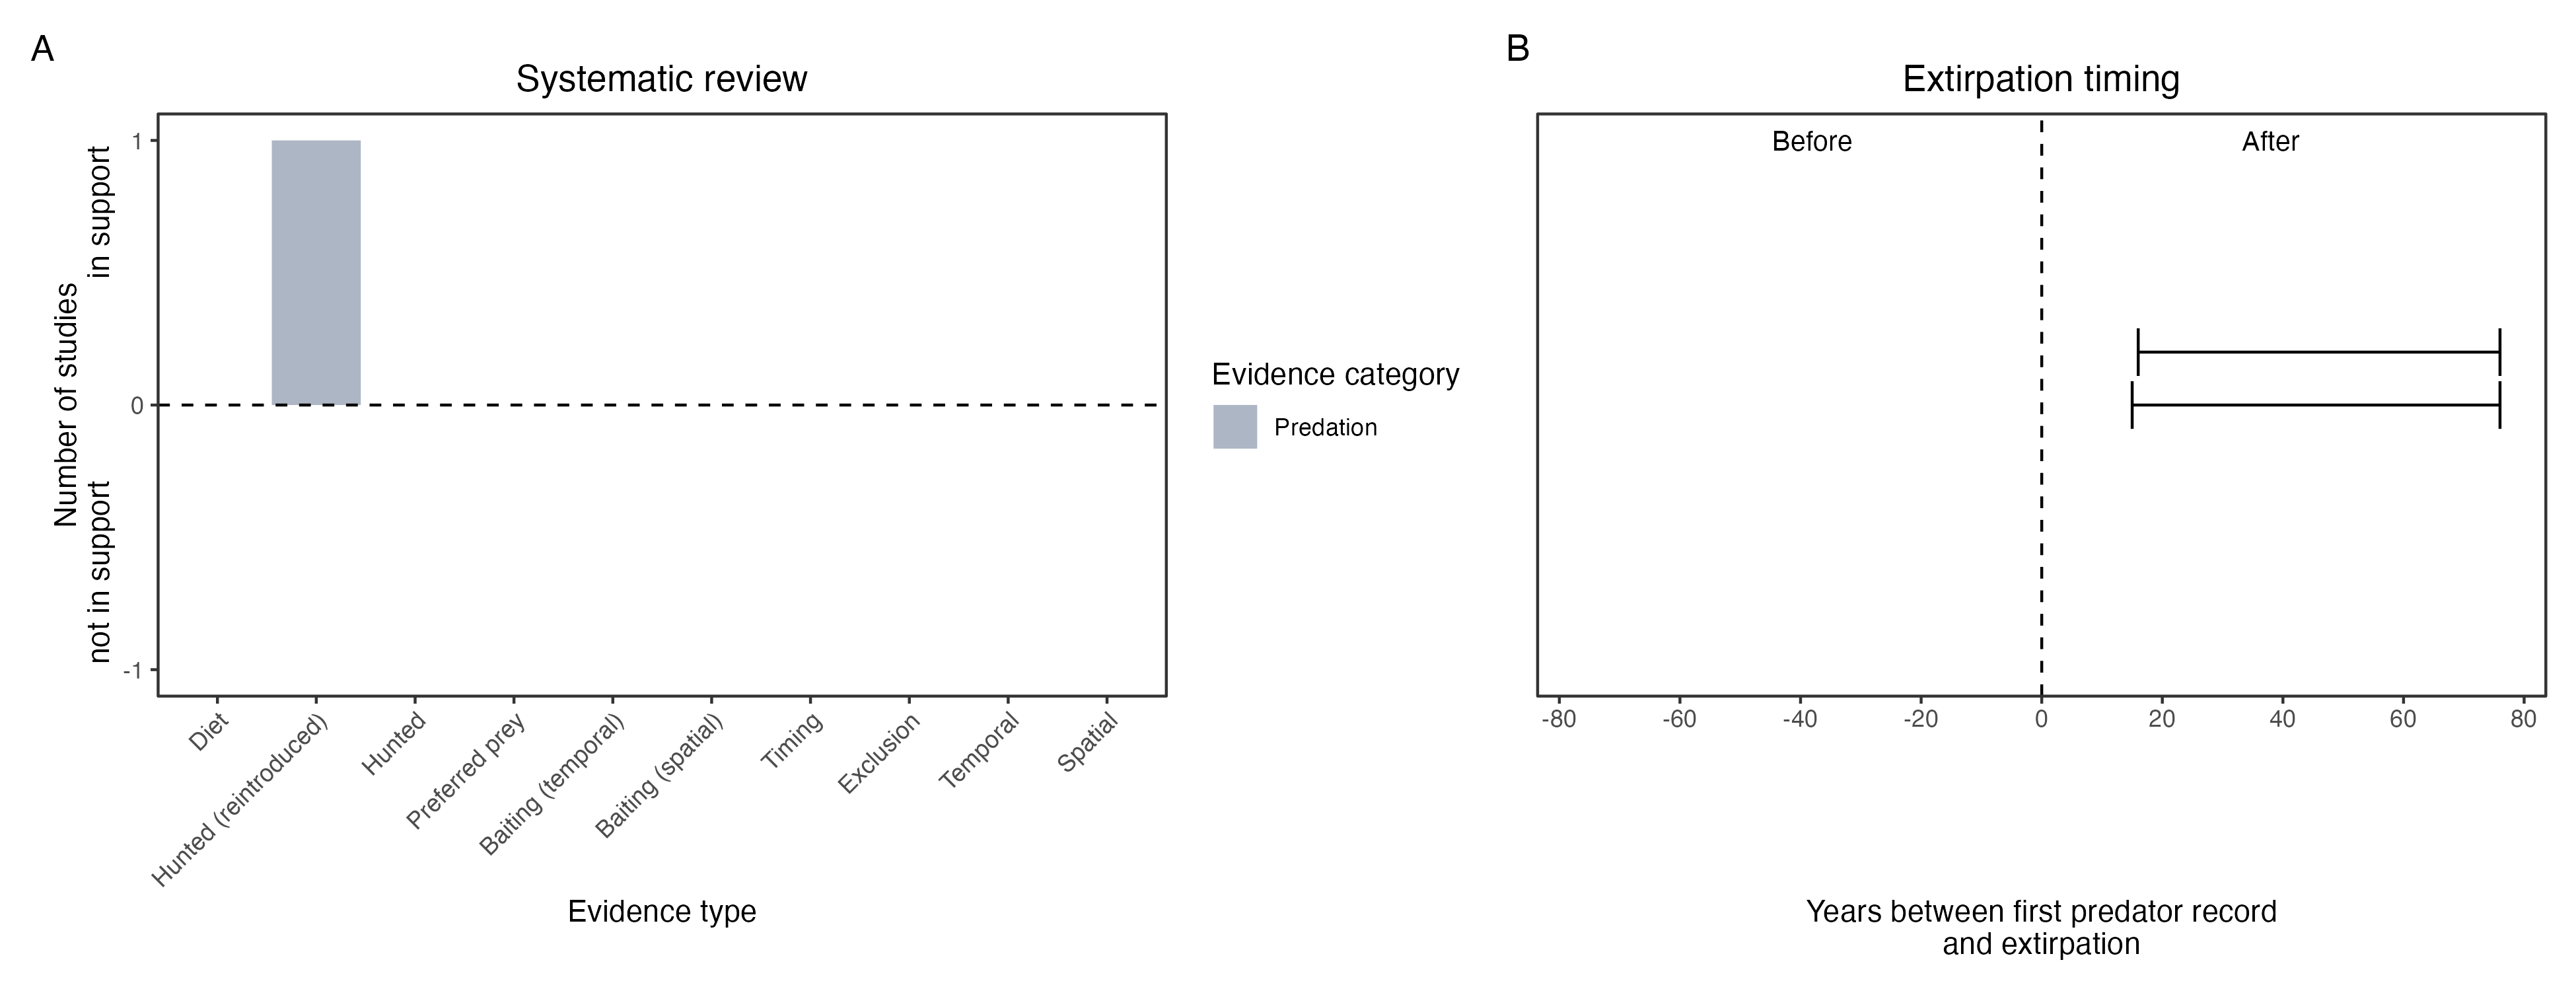 A
Systematic review
Number of studies
in support
not in support
1
0
-1
Diet
Hunted (reintroduced)
Hunted
Preferred prey
Baiting (temporal)
Baiting (spatial)
Timing
Exclusion
Temporal
Spatial
Evidence type
Evidence category
Predation
B
Extirpation timing
Before
After
-80
-60
-40
-20
0
20
40
60
80
Years between first predator record
and extirpation